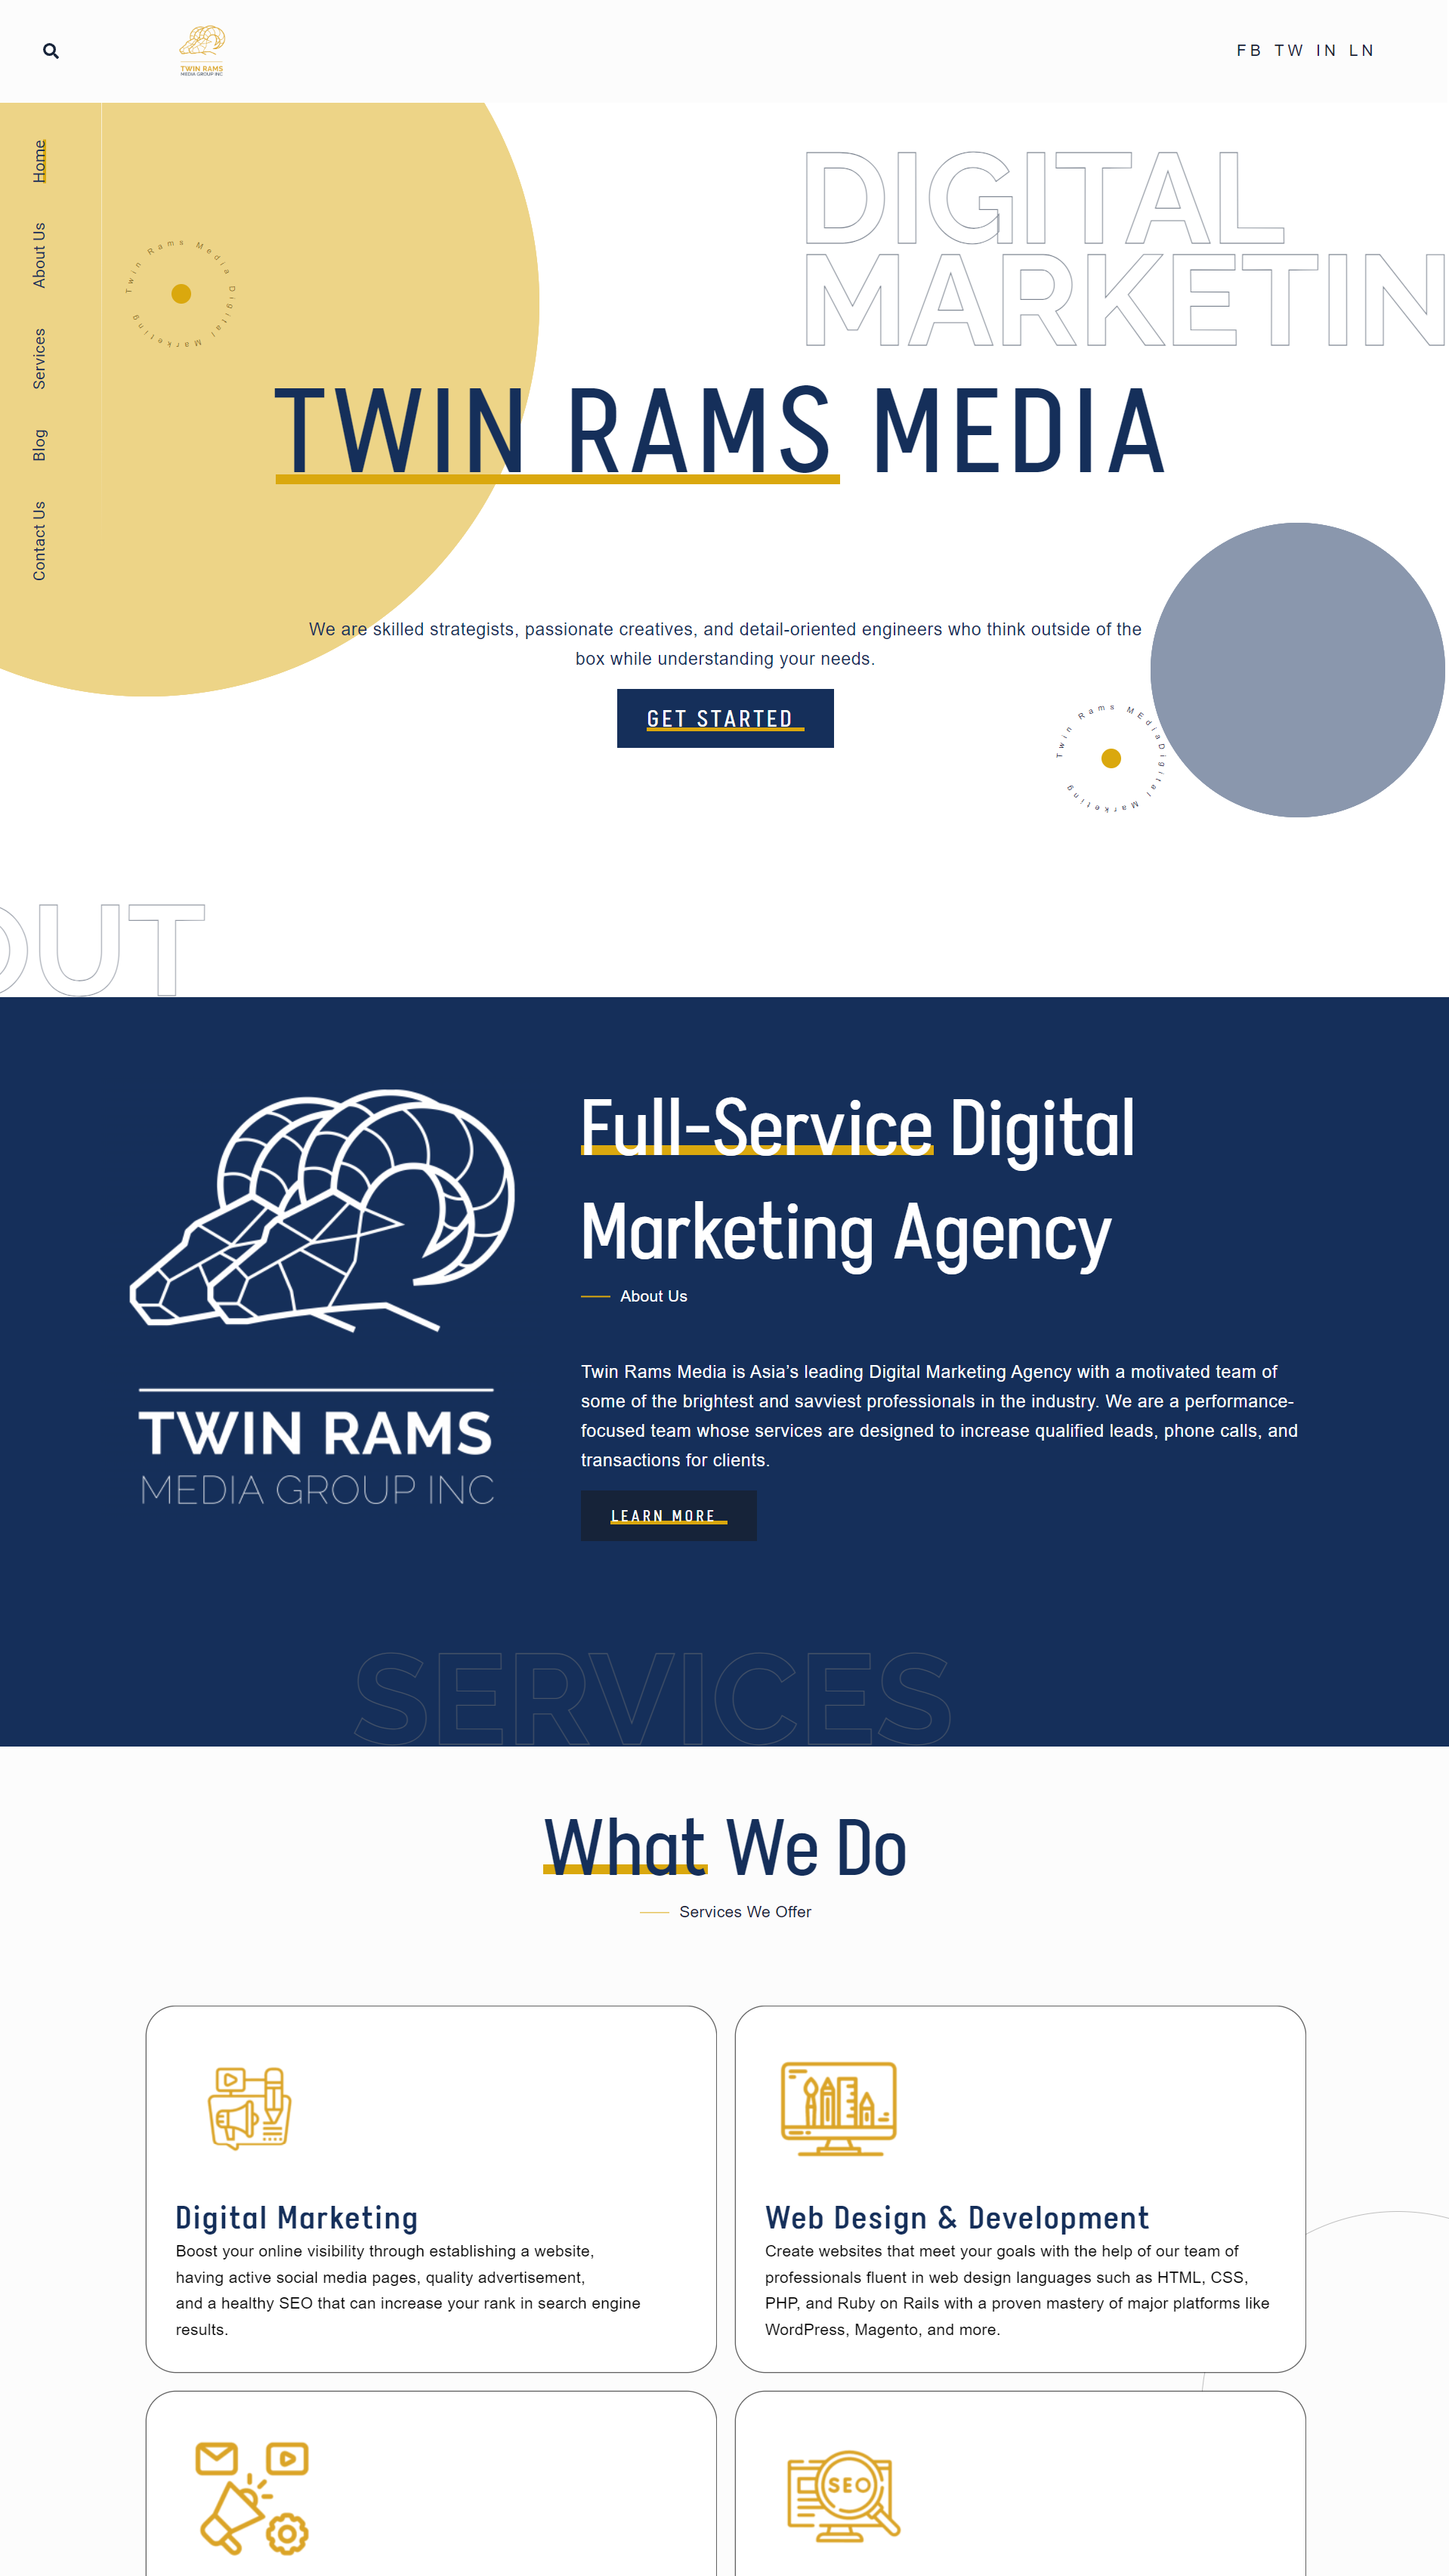 TWIN RAMS
MEDIA GROUP INC
FB TW IN LN
Home
About Us
Services
Blog
Contact Us
Twin Rams Media Digital Marketing
DIGITAL
MARKETIN
TWIN RAMS MEDIA
We are skilled strategists, passionate creatives, and detail-oriented engineers who think outside of the
box while understanding your needs.
GET STARTED
Twin Rams MEdiaDigital Marketing
OUT
TWIN RAMS
MEDIA GROUP INC
Full-Service Digital
Marketing Agency
About Us
Twin Rams Media is Asia’s leading Digital Marketing Agency with a motivated team of
some of the brightest and savviest professionals in the industry. We are a performance-
focused team whose services are designed to increase qualified leads, phone calls, and
transactions for clients.
LEARN MORE
SERVICES
What We Do
Services We Offer
Digital Marketing
Boost your online visibility through establishing a website,
having active social media pages, quality advertisement,
and a healthy SEO that can increase your rank in search engine
results.
Web Design & Development
Create websites that meet your goals with the help of our team of
professionals fluent in web design languages such as HTML, CSS,
PHP, and Ruby on Rails with a proven mastery of major platforms like
WordPress, Magento, and more.
SEO